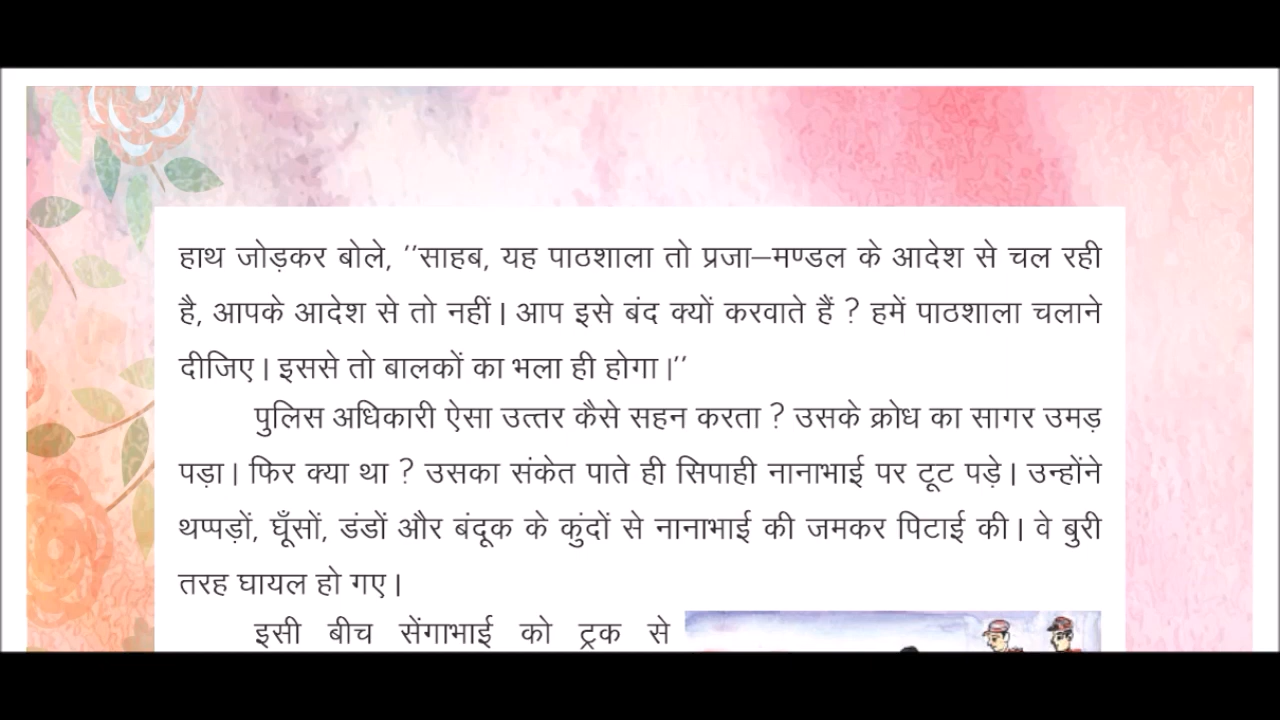 हाथ जोड़कर बोले, ’’साहब, यह पाठशाला तो प्रजा–मण्डल के आदेश से चल रही
है, आपके आदेश से तो नहीं। आप इसे बंद क्यों करवाते हैं ? हमें पाठशाला चलाने
दीजिए। इससे तो बालकों का भला ही होगा।’’
पुलिस अधिकारी ऐसा उत्तर कैसे सहन करता ? उसके क्रोध का सागर उमड़
पड़ा। फिर क्या था ? उसका संकेत पाते ही सिपाही नानाभाई पर टूट पड़े। उन्होंने
थप्पड़ों, घूँसों, डंडों और बंदूक के कुंदों से नानाभाई की जमकर पिटाई की। वे बुरी
तरह घायल हो गए।
इसी बीच सेंगाभाई को ट्रक से